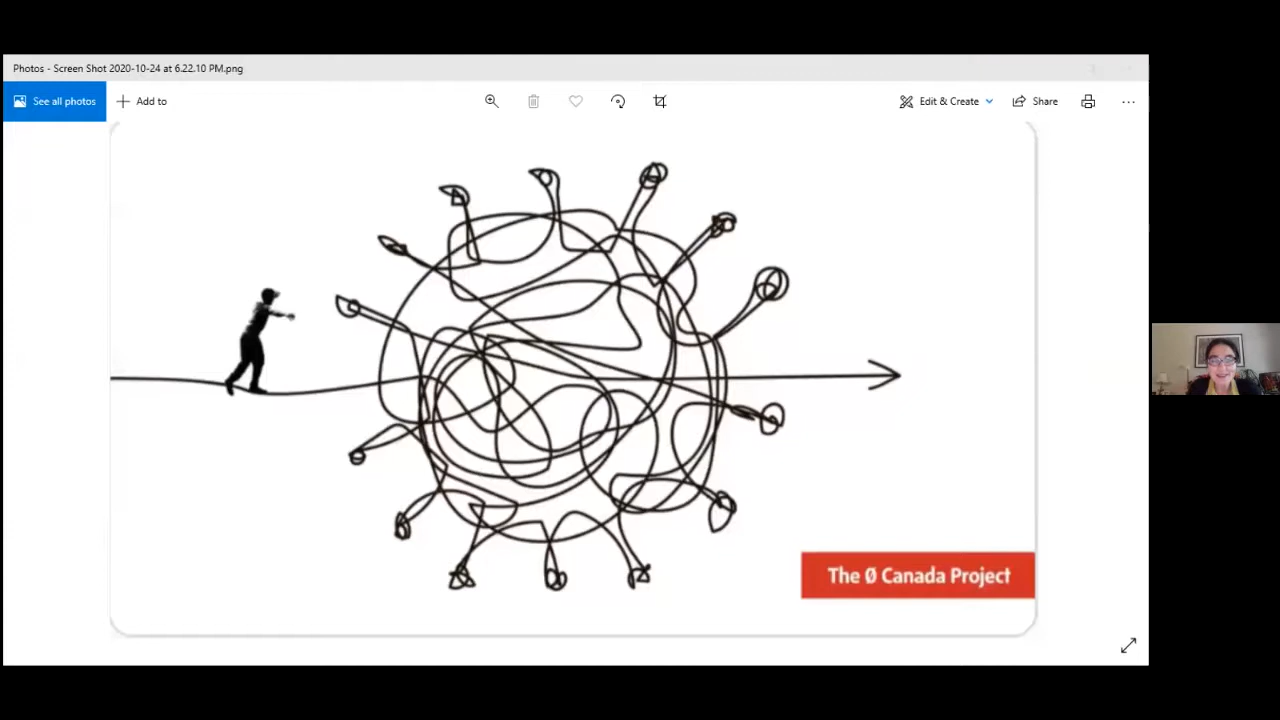 Photos - Screen Shot 2020-10-24 at 6.22.10 PM.png
See all photos
Add to
Edit & Create
Share
The Ø Canada Project